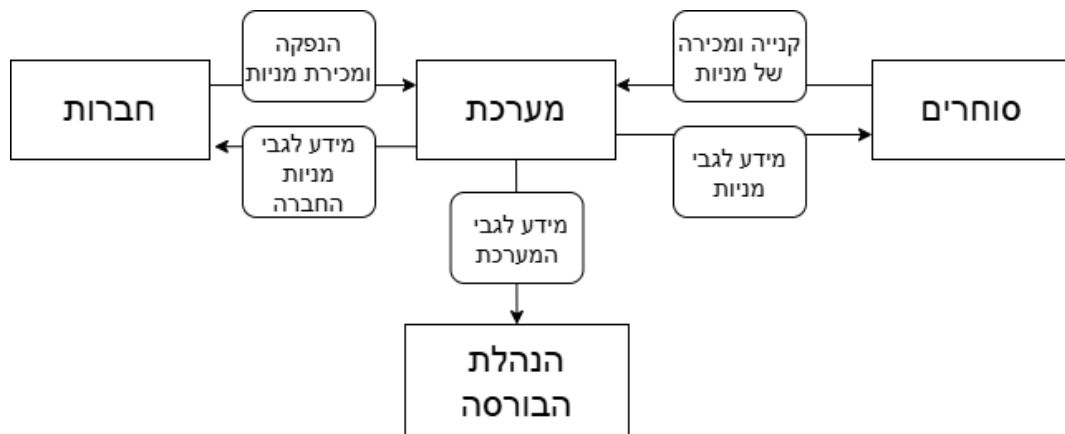 קנייה ומכירה
של מניות
הנפקה
ומכירת מניות
סוחרים
מערכת
חברות
מידע לגבי
מניות
מידע לגבי
מניות
החברה
מידע לגבי
המערכת
הנהלת
הבורסה